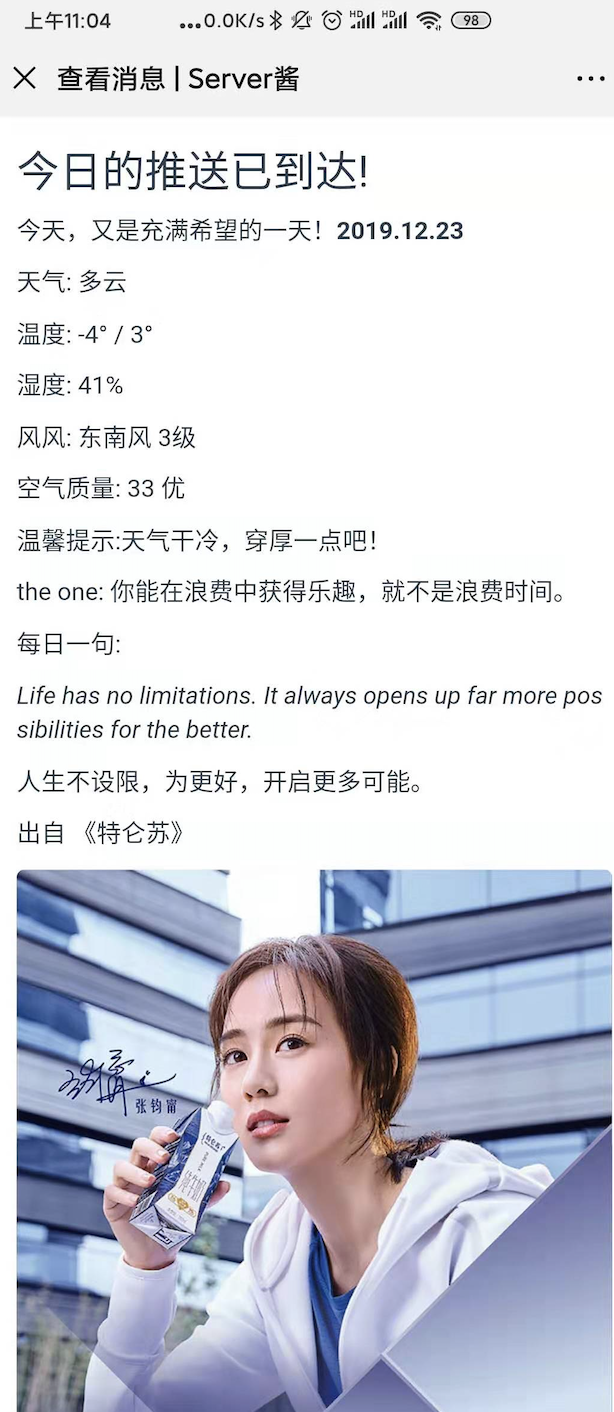 上午11:04
...0.0K/s
HD
HD
98
查看消息 | Server酱
今日的推送已到达!
今天，又是充满希望的一天！2019.12.23
天气: 多云
温度: -4° / 3°
湿度: 41%
风风: 东南风 3级
空气质量: 33 优
温馨提示:天气干冷，穿厚一点吧！
the one: 你能在浪费中获得乐趣，就不是浪费时间。
每日一句:
Life has no limitations. It always opens up far more pos
sibilities for the better.
人生不设限，为更好，开启更多可能。
出自 《特仑苏》
张钧甯
特仑苏